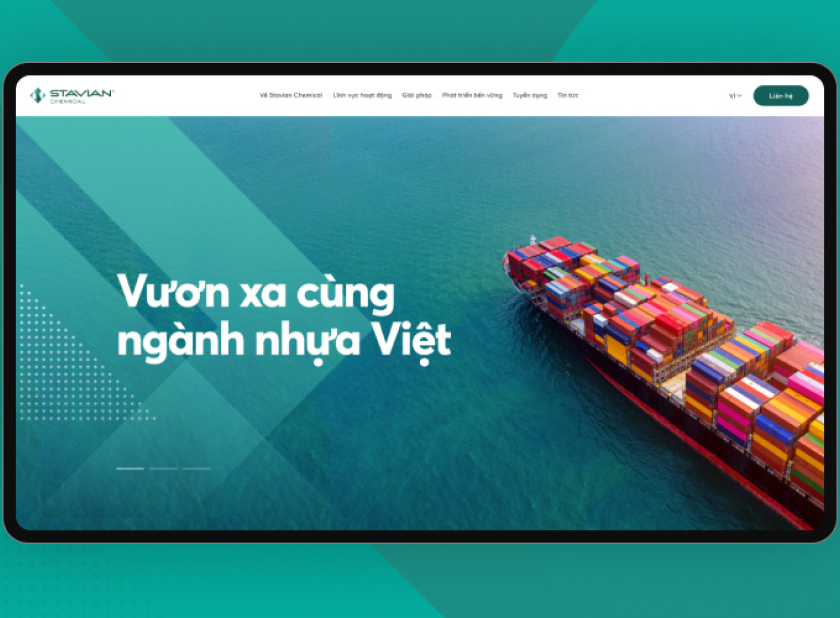 STAVIAN®
CHEMICAL
Về Stavian Chemical Lĩnh vực hoạt động Giải pháp Phát triển bền vững Tuyển dụng Tin tức
VI
Liên hệ
Vươn xa cùng
ngành nhựa Việt